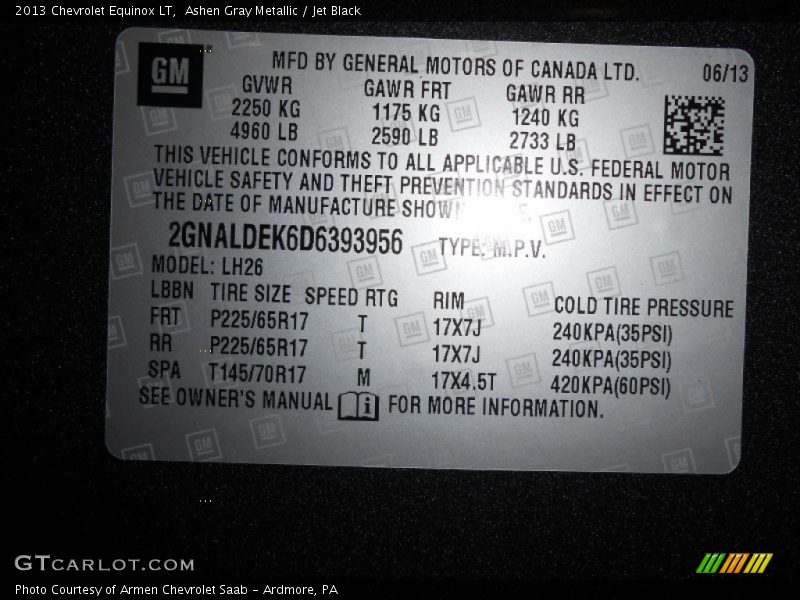 2013 Chevrolet Equinox LT,  Ashen Gray Metallic / Jet Black
GM
MFD BY GENERAL MOTORS OF CANADA LTD. 06/13
GVWR GAWR FRT GAWR RR
2250 KG 1175 KG 1240 KG
4960 LB 2590 LB 2733 LB
THIS VEHICLE CONFORMS TO ALL APPLICABLE U.S. FEDERAL MOTOR
VEHICLE SAFETY AND THEFT PREVENTION STANDARDS IN EFFECT ON
THE DATE OF MANUFACTURE
2GNALDEK6D6393956 TYPE: M.P.V.
MODEL: LH26
LBBN TIRE SIZE SPEED RTG RIM COLD TIRE PRESSURE
FRT P225/65R17 T 17X7J 240KPA(35PSI)
RR P225/65R17 T 17X7J 240KPA(35PSI)
SPA T145/70R17 M 17X4.5T 420KPA(60PSI)
SEE OWNER'S MANUAL FOR MORE INFORMATION.
GTCARLOT.COM
Photo Courtesy of Armen Chevrolet Saab - Ardmore, PA